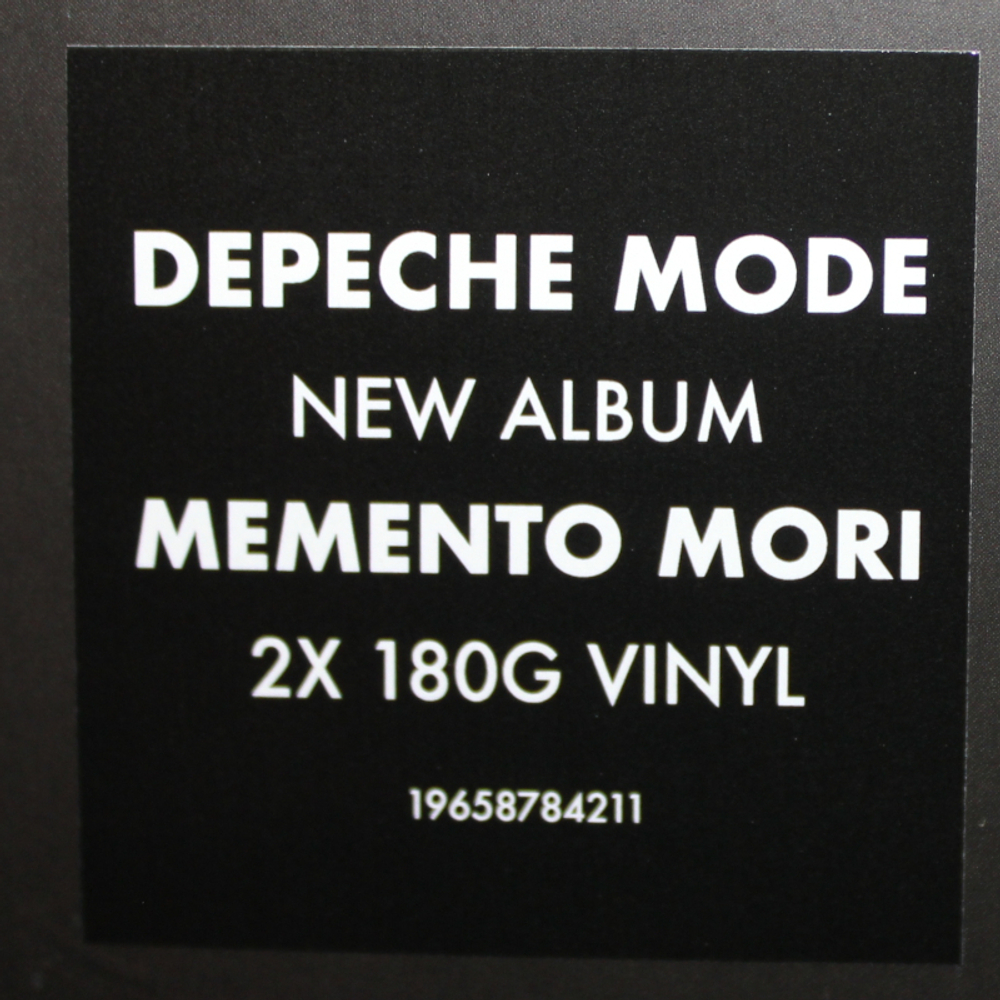 DEPECHE MODE
NEW ALBUM
MEMENTO MORI
2X 180G VINYL
19658784211